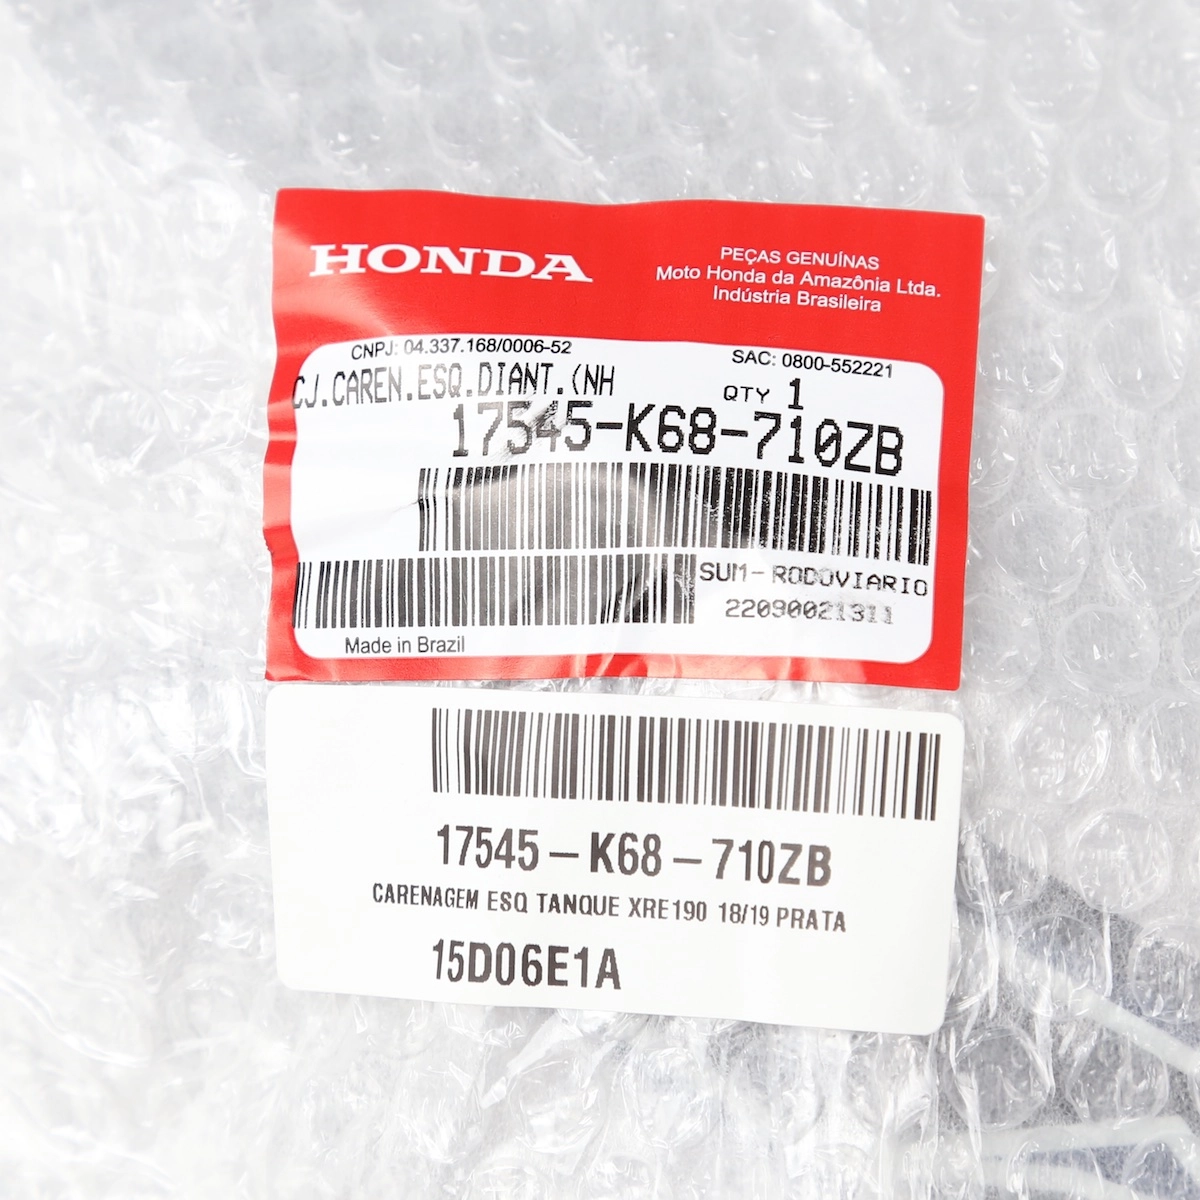 HONDA
PEÇAS GENUÍNAS
Moto Honda da Amazônia Ltda.
Indústria Brasileira
CNPJ: 04.337.168/0006-52
SAC: 0800-552221
CJ.CAREN.ESQ.DIANT.(NH
QTY 1
17545-K68-710ZB
SUM- RODOVIARIO
22090021311
Made in Brazil
17545-K68-710ZB
CARENAGEM ESQ TANQUE XRE190 18/19 PRATA
15D06E1A